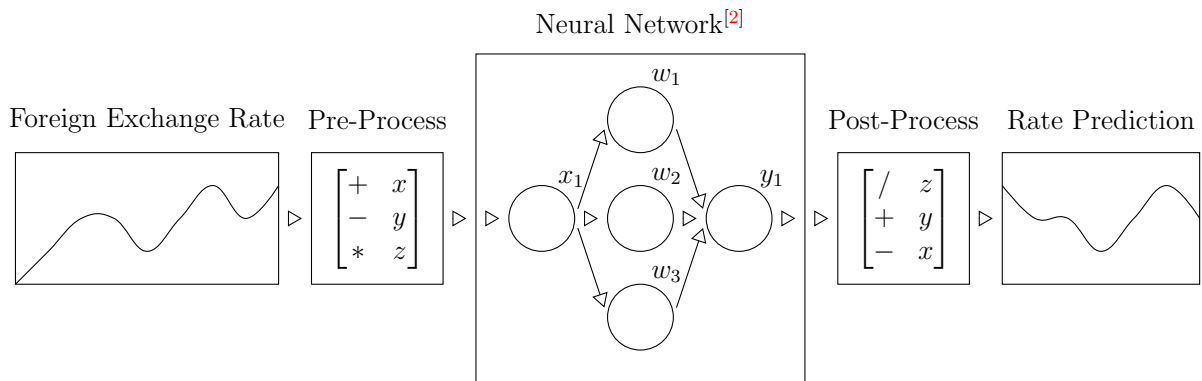 Neural Network[2]
Foreign Exchange Rate
Pre-Process
Post-Process
Rate Prediction
w1
x1
w2
y1
w3
+ x
− y
∗ z
/ z
+ y
− x